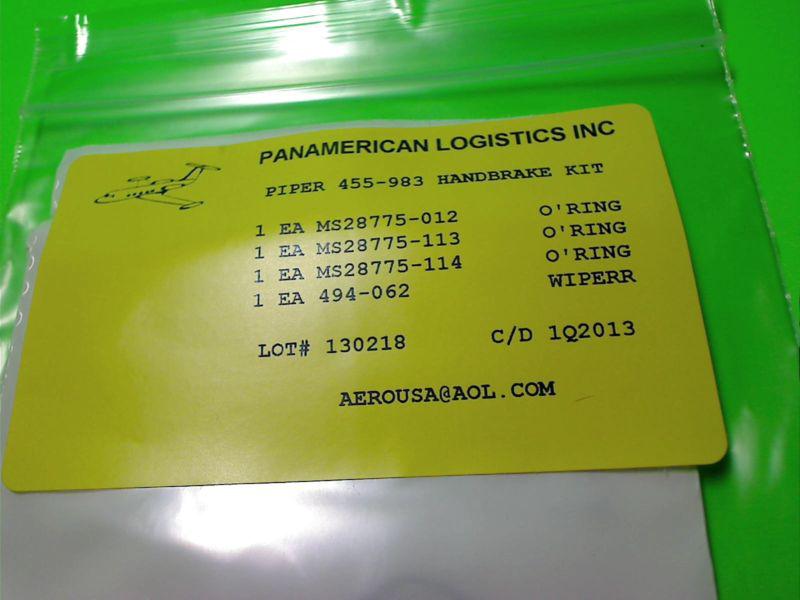 PANAMERICAN LOGISTICS INC
PIPER 455-983 HANDBRAKE KIT
1 EA MS28775-012 O'RING
1 EA MS28775-113 O'RING
1 EA MS28775-114 O'RING
1 EA 494-062 WIPERR
LOT# 130218 C/D 1Q2013
AEROUSA@AOL.COM